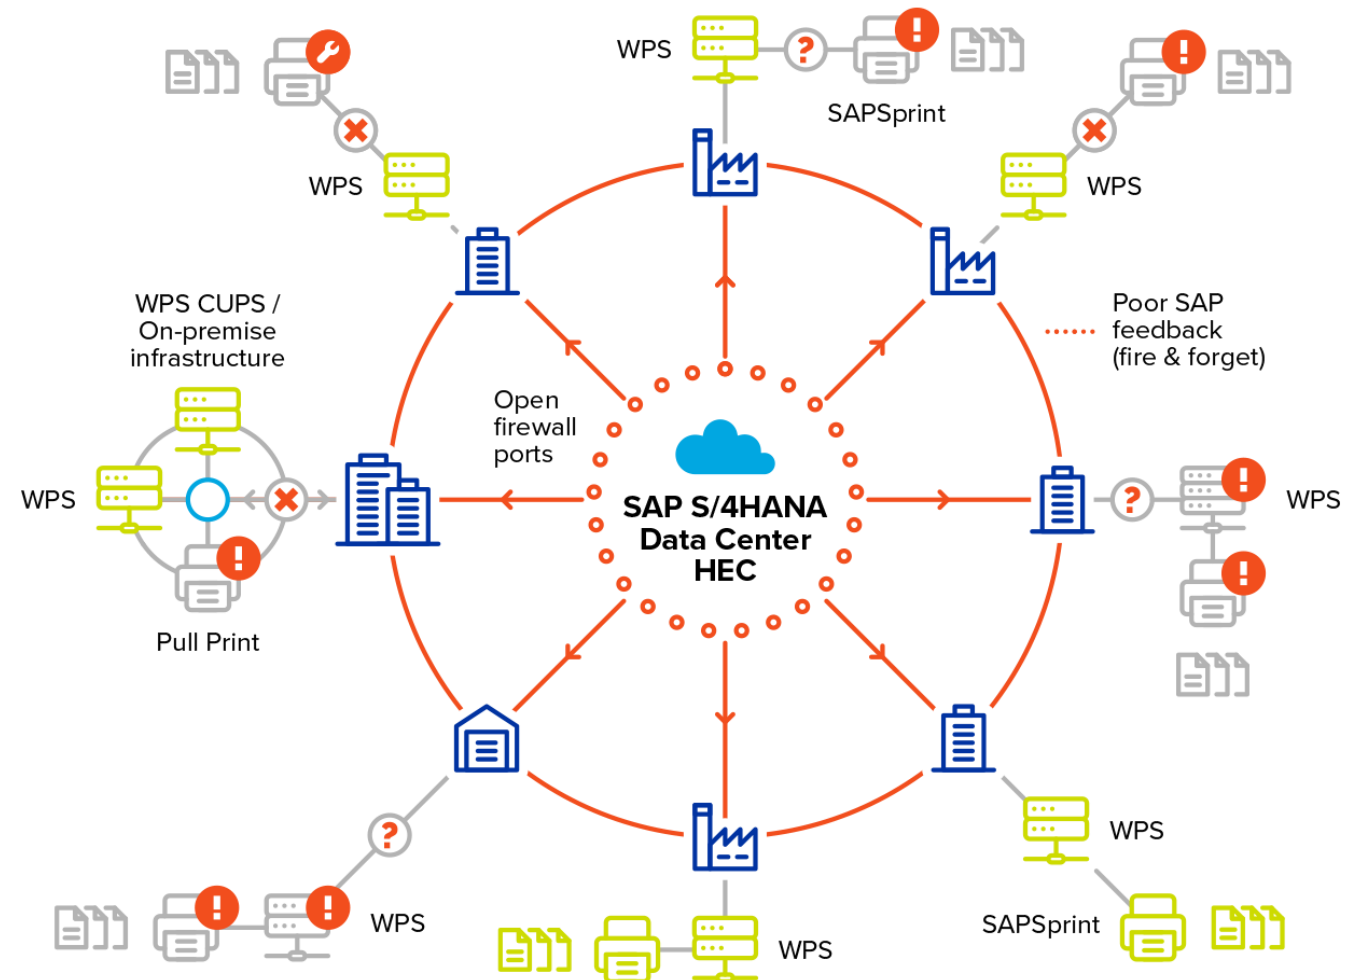 WPS
SAPSprint
WPS
WPS
WPS CUPS /
On-premise
infrastructure
Poor SAP
feedback
(fire & forget)
Open
firewall
ports
WPS
SAP S/4HANA
Data Center
HEC
WPS
Pull Print
WPS
SAPSprint
WPS
WPS